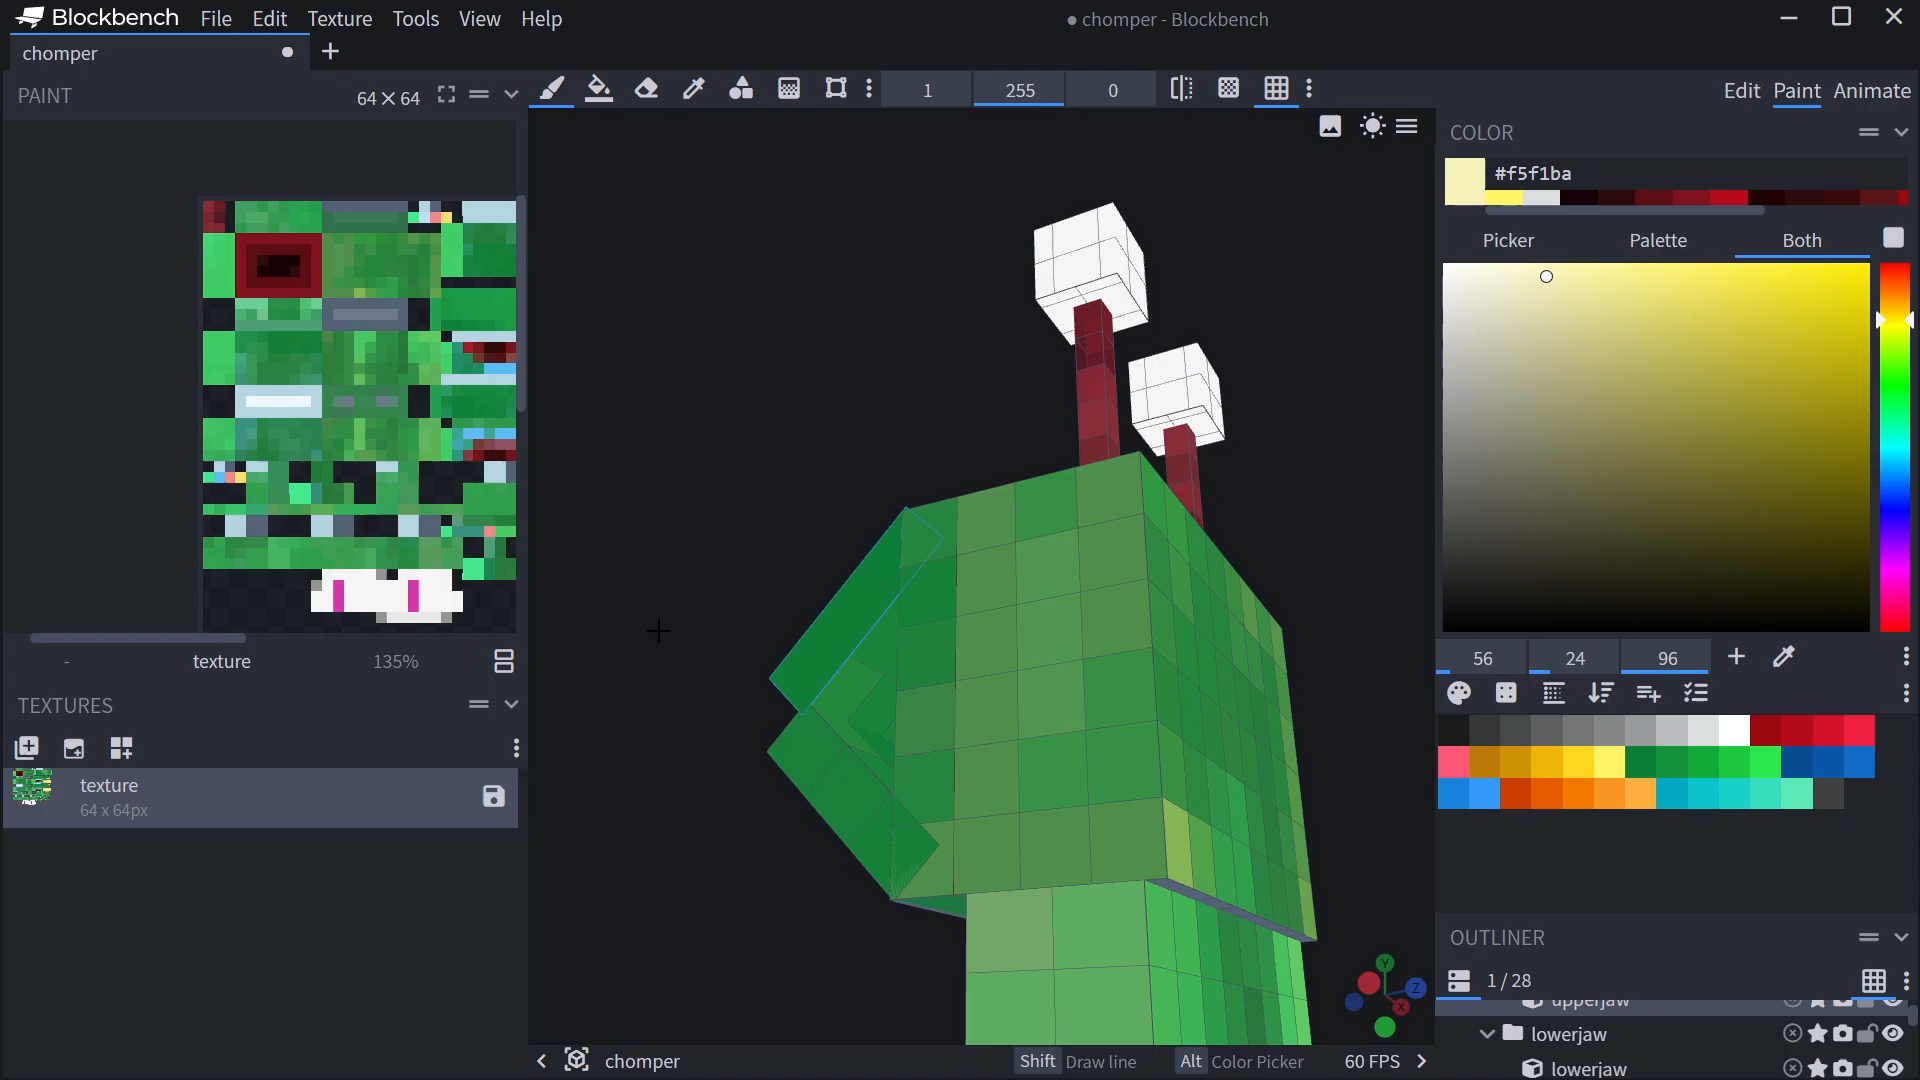 Blockbench File Edit Texture Tools View Help
chomper - Blockbench
chomper
PAINT
64 × 64
1 255 0
Edit Paint Animate
COLOR
#f5f1ba
Picker Palette Both
- texture 135%
56 24 96
TEXTURES
texture
64 x 64px
OUTLINER
1 / 28
upperjaw
lowerjaw
lowerjaw
Y
Z
X
chomper
Shift Draw line
Alt Color Picker
60 FPS